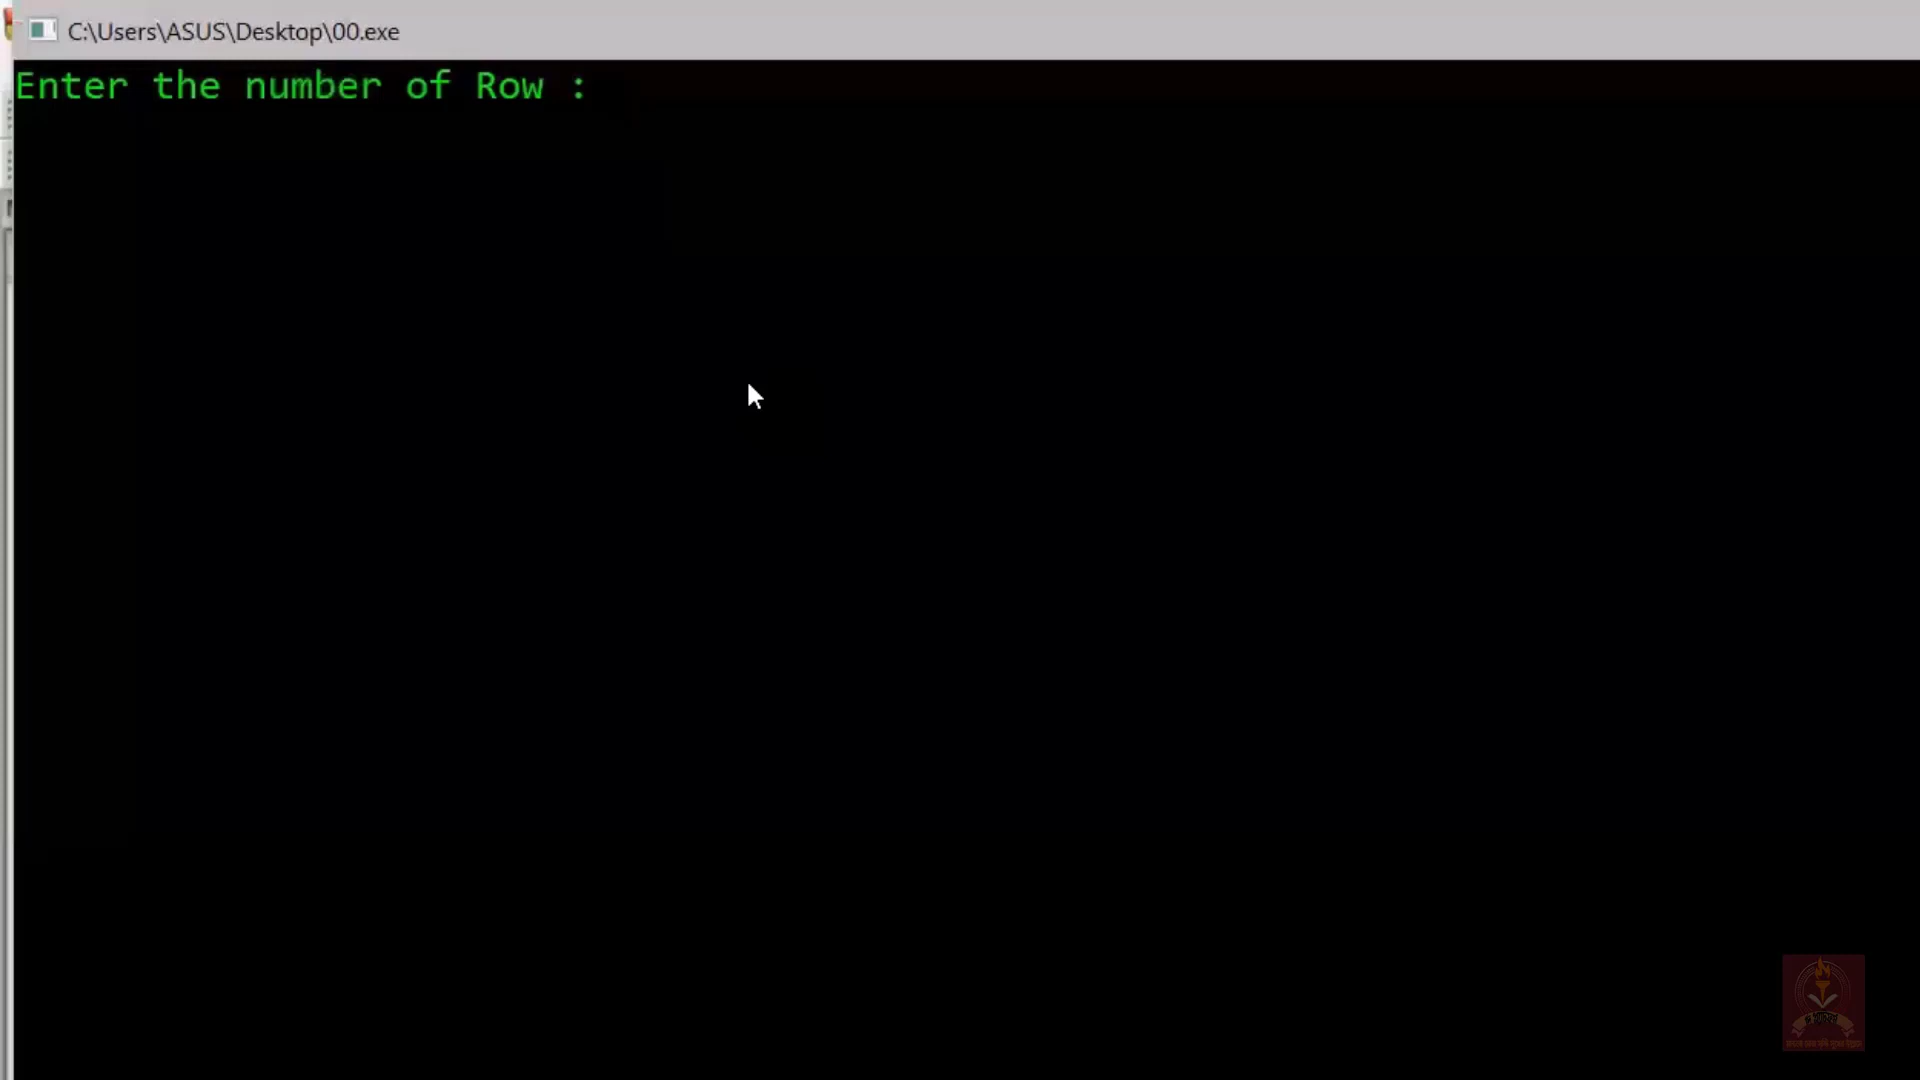 C:\Users\ASUS\Desktop\00.exe
Enter the number of Row :